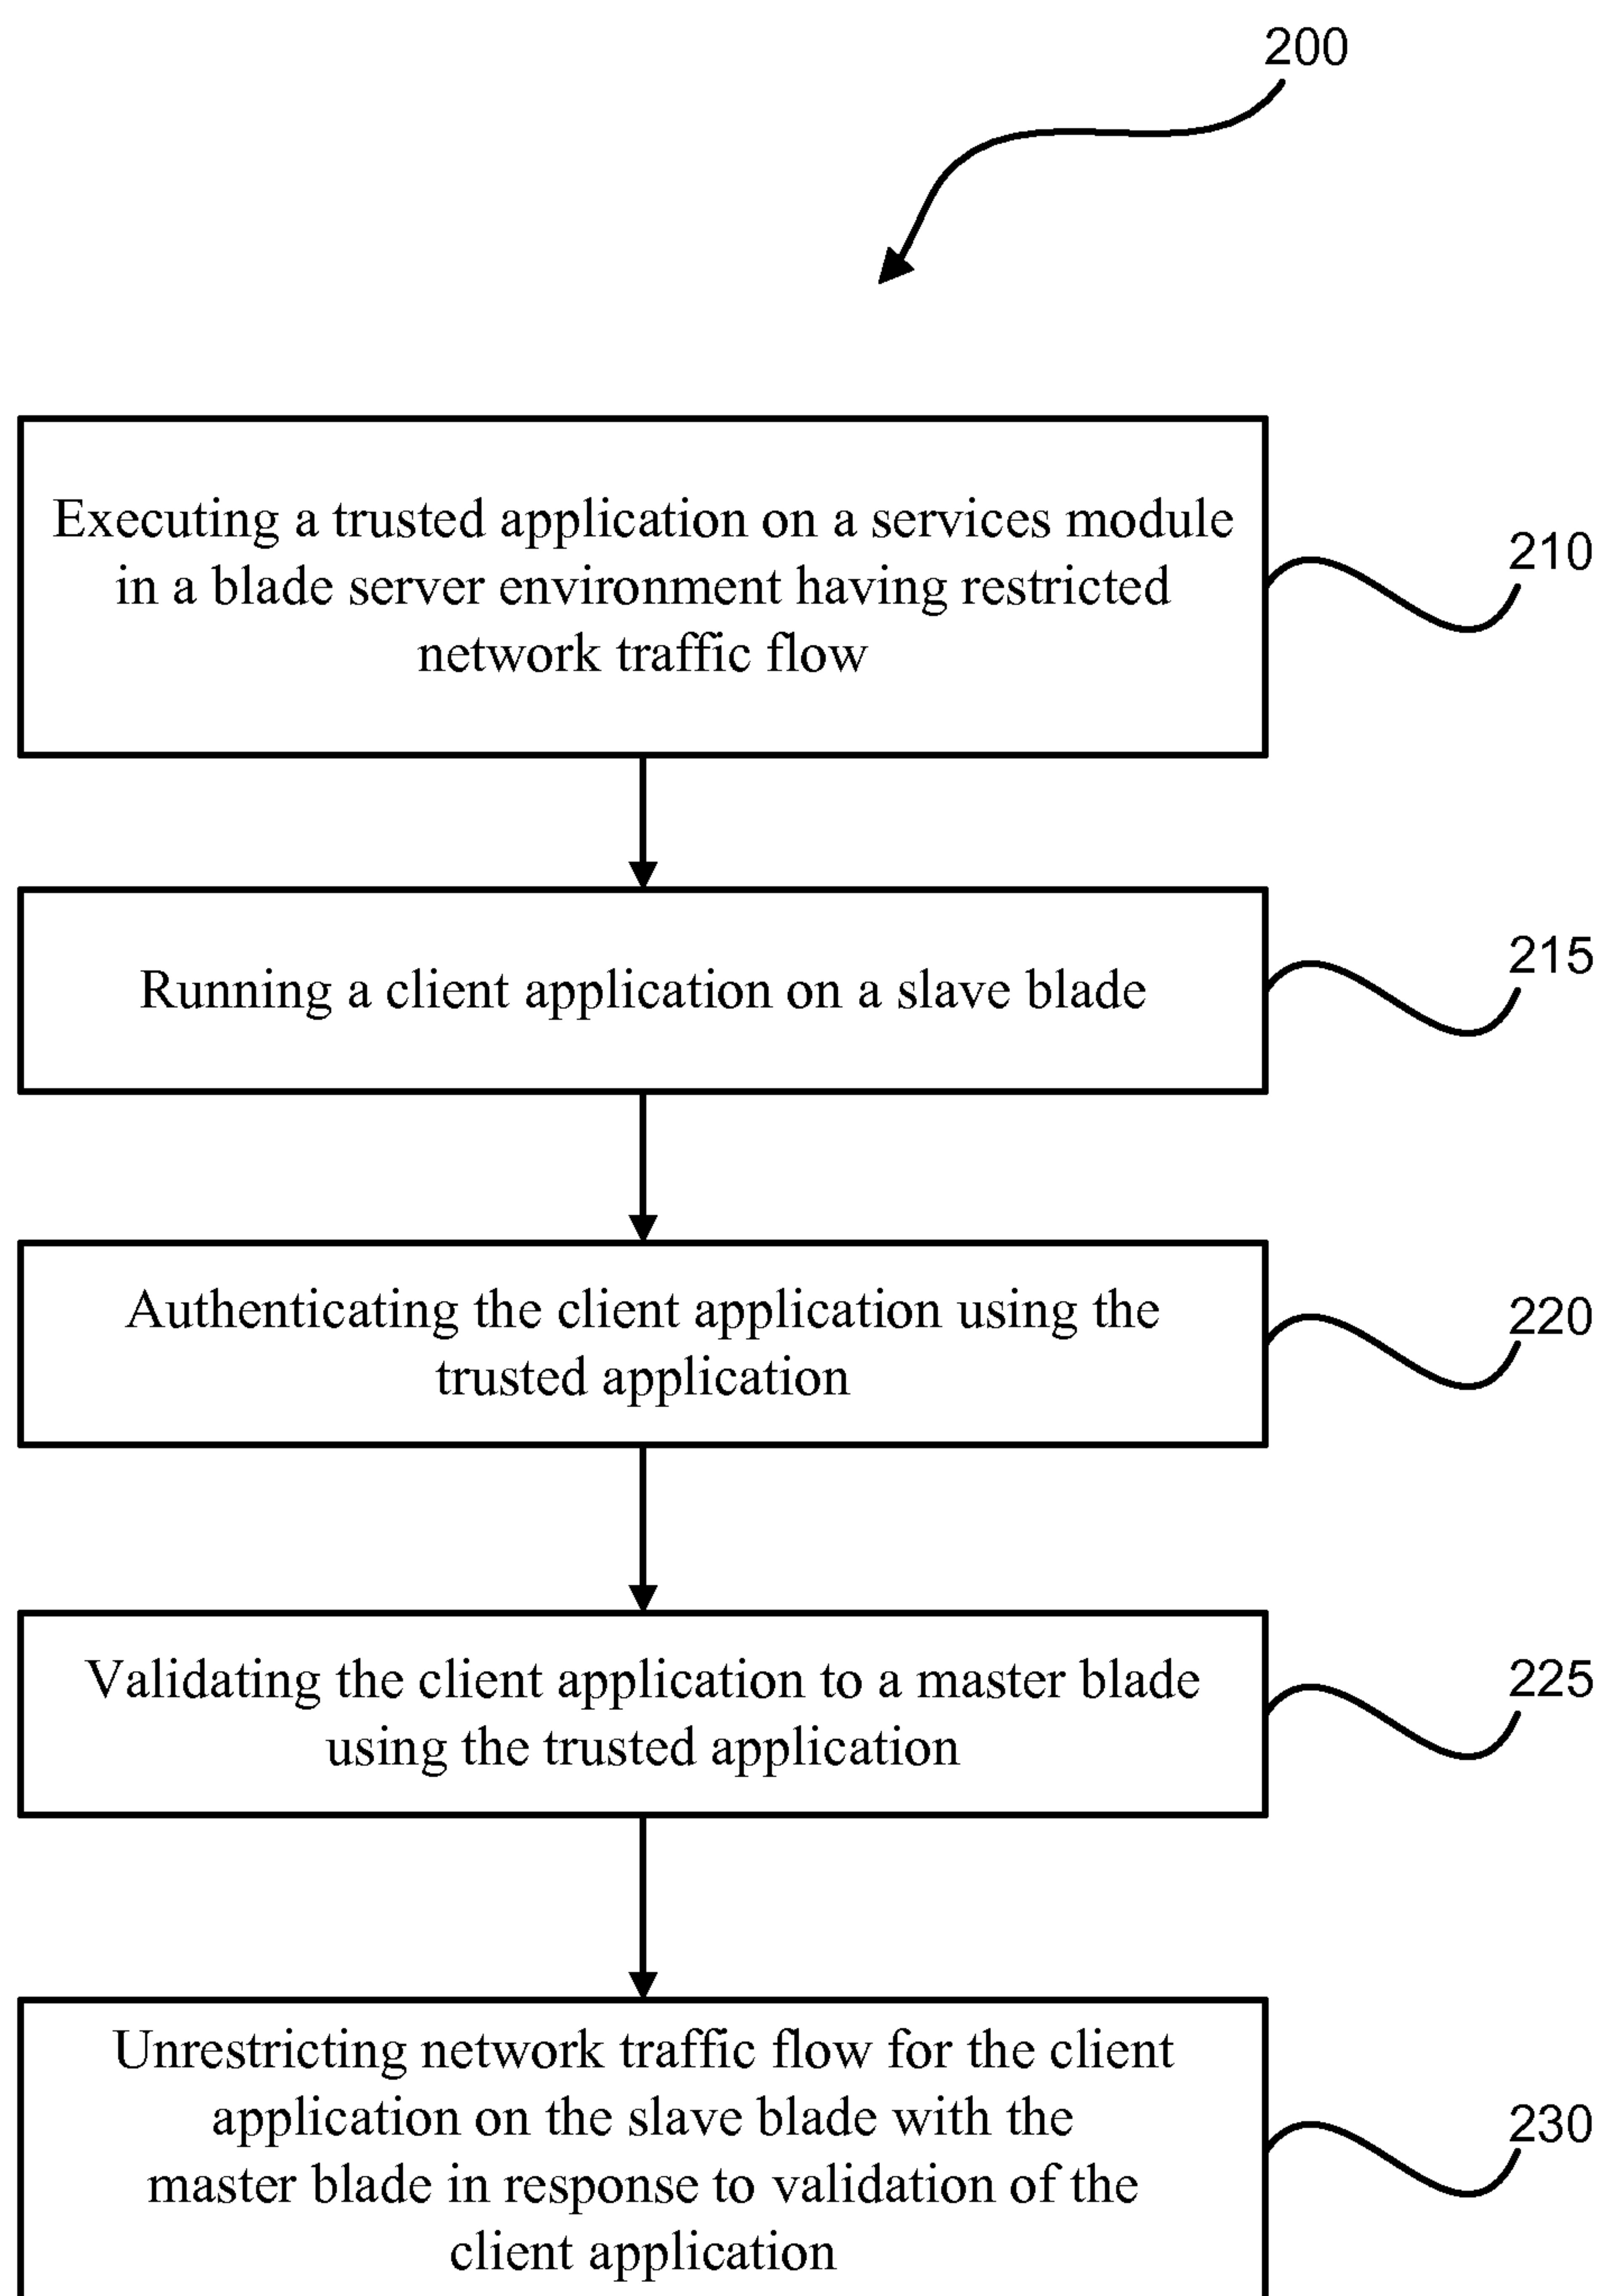 200
Executing a trusted application on a services module
in a blade server environment having restricted
network traffic flow
210
Running a client application on a slave blade
215
Authenticating the client application using the
trusted application
220
Validating the client application to a master blade
using the trusted application
225
Unrestricting network traffic flow for the client
application on the slave blade with the
master blade in response to validation of the
client application
230